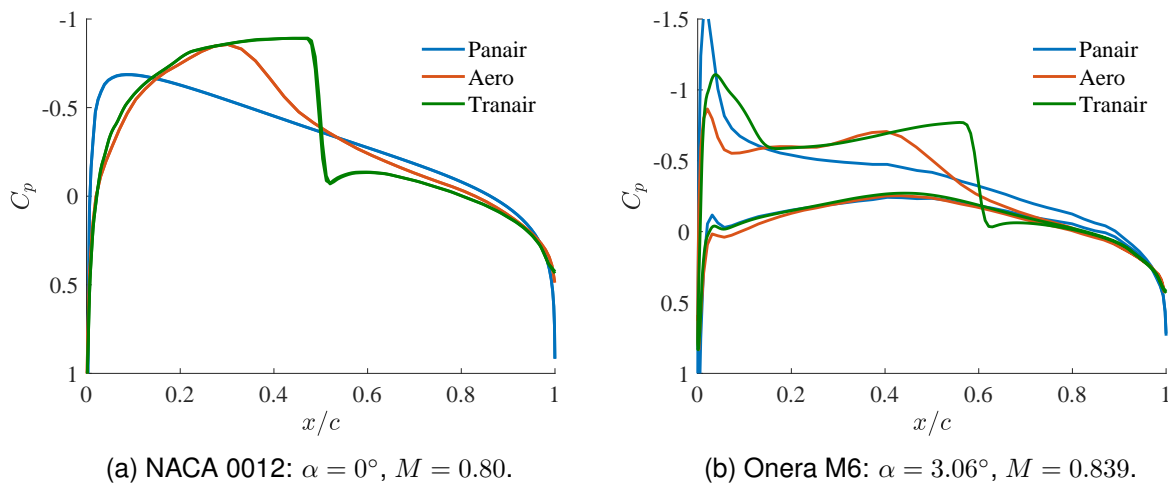 -1
-0.5
0
0.5
1
C_p
0
0.2
0.4
0.6
0.8
1
x/c
Panair
Aero
Tranair
(a) NACA 0012: α = 0°, M = 0.80.
-1.5
-1
-0.5
0
0.5
1
C_p
0
0.2
0.4
0.6
0.8
1
x/c
Panair
Aero
Tranair
(b) Onera M6: α = 3.06°, M = 0.839.